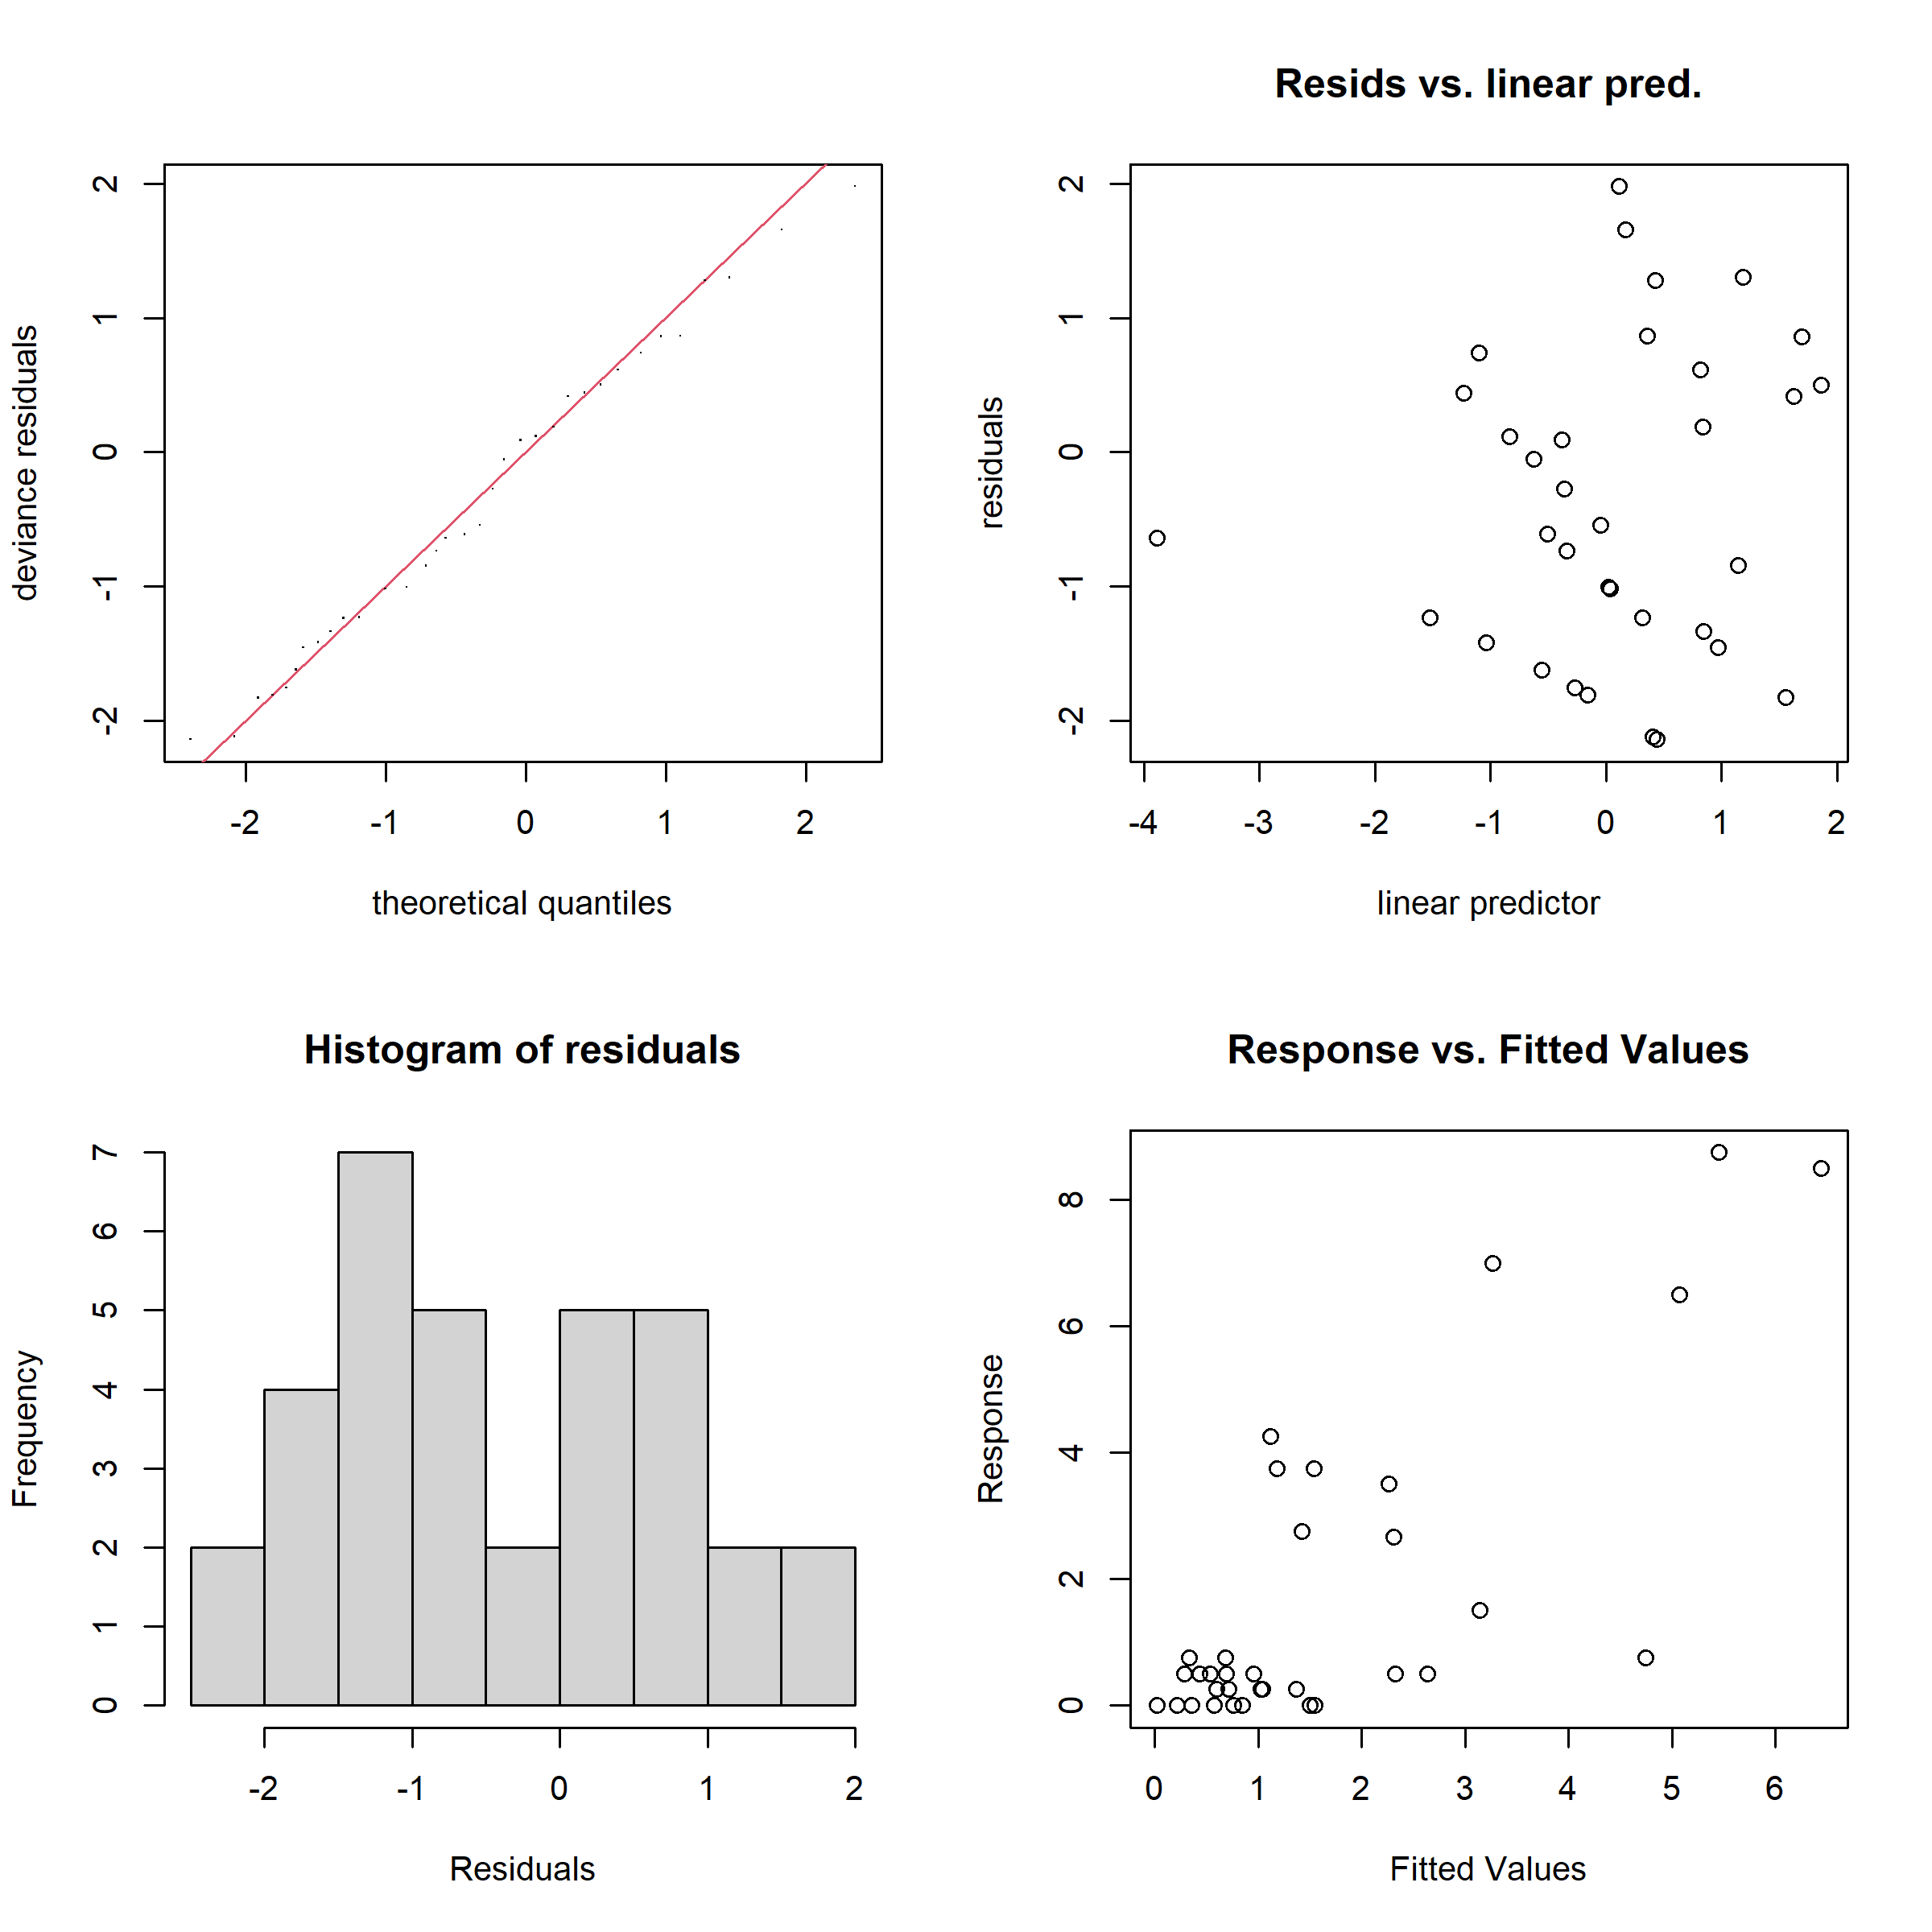 2
1
0
-1
-2
deviance residuals
-2 -1 0 1 2
theoretical quantiles
Resids vs. linear pred.
2
1
0
-1
-2
residuals
-4 -3 -2 -1 0 1 2
linear predictor
Histogram of residuals
7
6
5
4
3
2
1
0
Frequency
-2 -1 0 1 2
Residuals
Response vs. Fitted Values
8
6
4
2
0
Response
0 1 2 3 4 5 6
Fitted Values